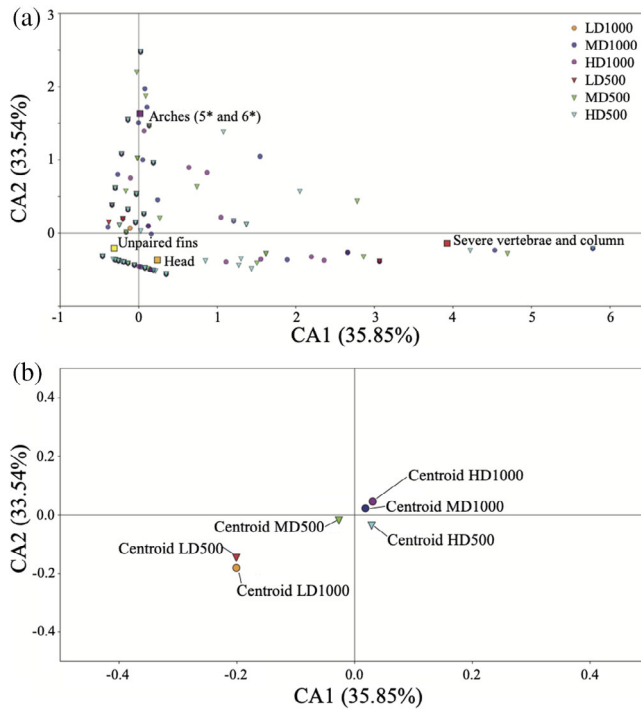 (a)
3
2
1
0
-1
CA2 (33.54%)
LD1000
MD1000
HD1000
LD500
MD500
HD500
Arches (5* and 6*)
Unpaired fins
Head
Severe vertebrae and column
-1 0 1 2 3 4 5 6
CA1 (35.85%)
(b)
0.4
0.2
0.0
-0.2
-0.4
CA2 (33.54%)
Centroid HD1000
Centroid MD1000
Centroid MD500
Centroid HD500
Centroid LD500
Centroid LD1000
-0.4 -0.2 0.0 0.2 0.4
CA1 (35.85%)